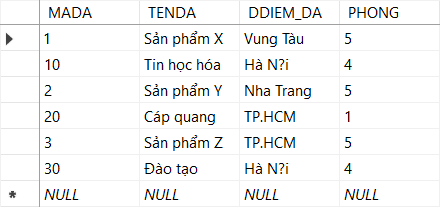 MADA TENDA DDIEM_DA PHONG
1 Sản phẩm X Vung Tàu 5
10 Tin học hóa Hà N?i 4
2 Sản phẩm Y Nha Trang 5
20 Cáp quang TP.HCM 1
3 Sản phẩm Z TP.HCM 5
30 Đào tạo Hà N?i 4
NULL NULL NULL NULL